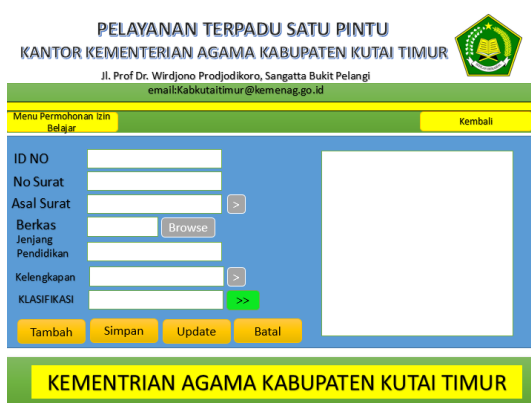 PELAYANAN TERPADU SATU PINTU
KANTOR KEMENTERIAN AGAMA KABUPATEN KUTAI TIMUR
Jl. Prof Dr. Wirdjono Prodjodikoro, Sangatta Bukit Pelangi
email:Kabkutaitimur@kemenag.go.id
Menu Permohonan Izin
Belajar
Kembali
ID NO
No Surat
Asal Surat
>
Berkas
Browse
Jenjang
Pendidikan
Kelengkapan
>
KLASIFIKASI
>>
Tambah
Simpan
Update
Batal
KEMENTRIAN AGAMA KABUPATEN KUTAI TIMUR